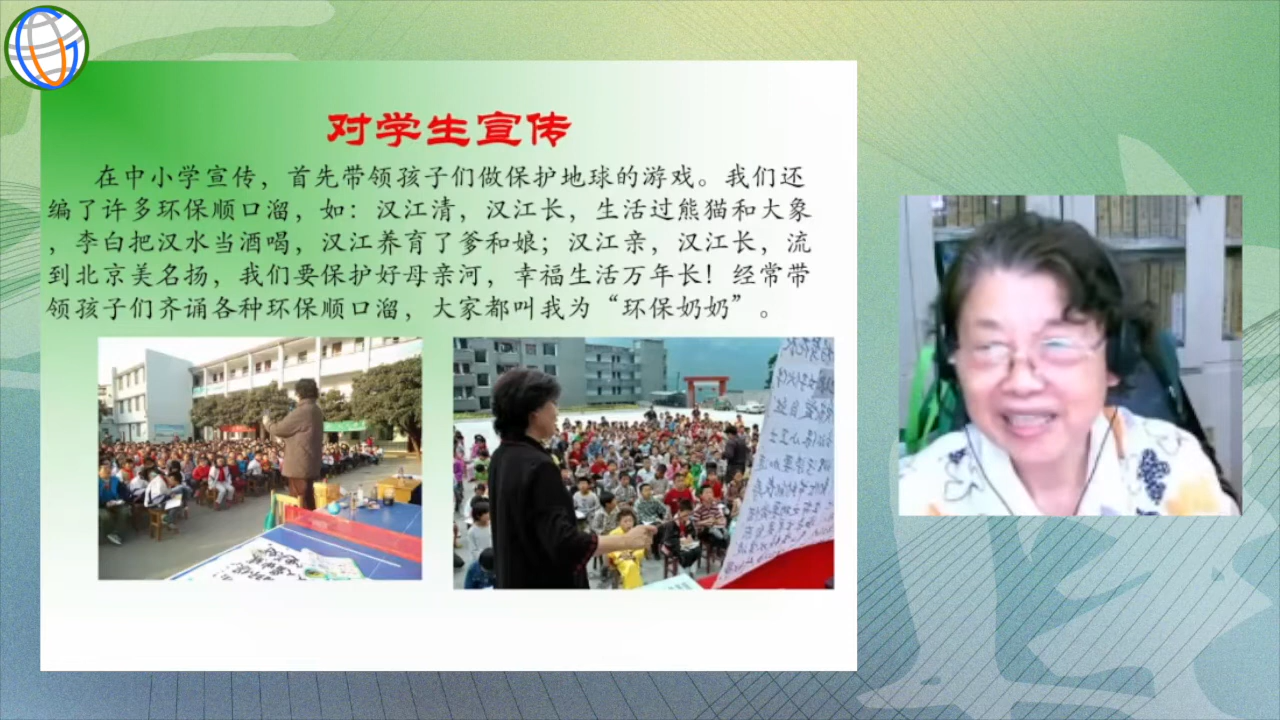 对学生宣传
在中小学宣传，首先带领孩子们做保护地球的游戏。我们还
编了许多环保顺口溜，如：汉江清，汉江长，生活过熊猫和大象
，李白把汉水当酒喝，汉江养育了爹和娘；汉江亲，汉江长，流
到北京美名扬，我们要保护好母亲河，幸福生活万年长！经常带
领孩子们齐诵各种环保顺口溜，大家都叫我为“环保奶奶”。